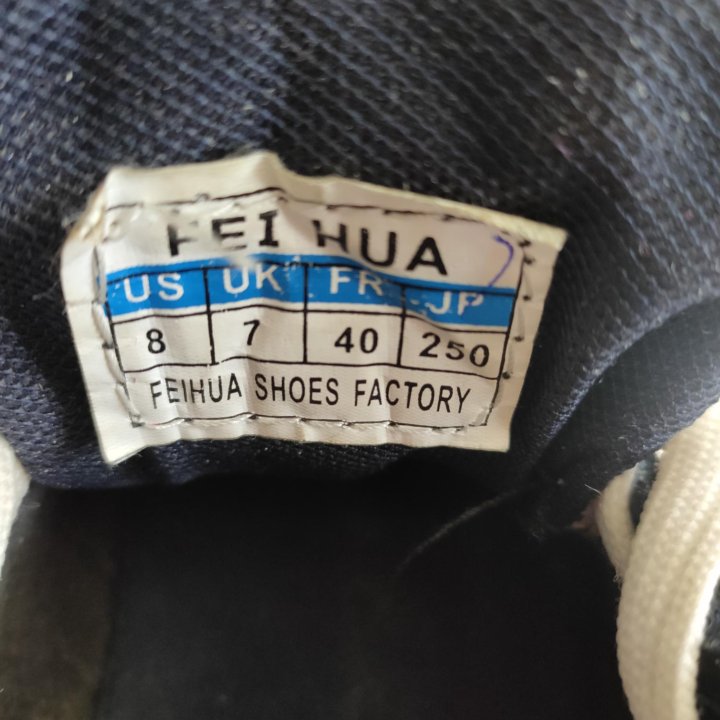 FEI HUA
US UK FR JP
8 7 40 250
FEIHUA SHOES FACTORY